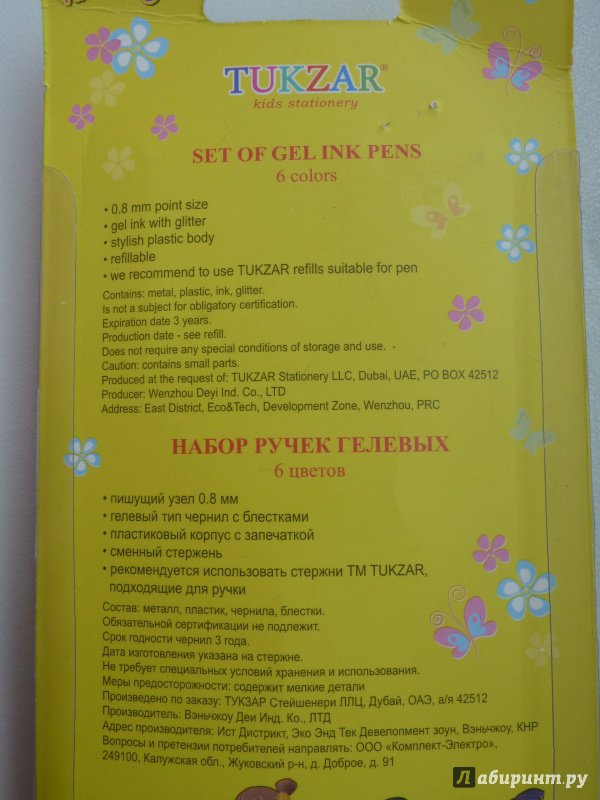 TUKZAR®
kids stationery
SET OF GEL INK PENS
6 colors
• 0.8 mm point size
• gel ink with glitter
• stylish plastic body
• refillable
• we recommend to use TUKZAR refills suitable for pen
Contains: metal, plastic, ink, glitter.
Is not a subject for obligatory certification.
Expiration date 3 years.
Production date - see refill.
Does not require any special conditions of storage and use.
Caution: contains small parts.
Produced at the request of: TUKZAR Stationery LLC, Dubai, UAE, PO BOX 42512
Producer: Wenzhou Deyi Ind. Co., LTD
Address: East District, Eco&Tech, Development Zone, Wenzhou, PRC
НАБОР РУЧЕК ГЕЛЕВЫХ
6 цветов
• пишущий узел 0.8 мм
• гелевый тип чернил с блестками
• пластиковый корпус с запечаткой
• сменный стержень
• рекомендуется использовать стержни ТМ TUKZAR,
подходящие для ручки
Состав: металл, пластик, чернила, блестки.
Обязательной сертификации не подлежит.
Срок годности чернил 3 года.
Дата изготовления указана на стержне.
Не требует специальных условий хранения и использования.
Меры предосторожности: содержит мелкие детали
Произведено по заказу: ТУКЗАР Стейшенери ЛЛЦ, Дубай, ОАЭ, а/я 42512
Производитель: Вэньчжоу Деи Инд. Ко., ЛТД
Адрес производителя: Ист Дистрикт, Эко Энд Тек Девелопмент зоун, Вэньчжоу, КНР
Вопросы и претензии потребителей направлять: ООО «Комплект-Электро»,
249100, Калужская обл., Жуковский р-н, д. Доброе, д. 91
Лабиринт.ру